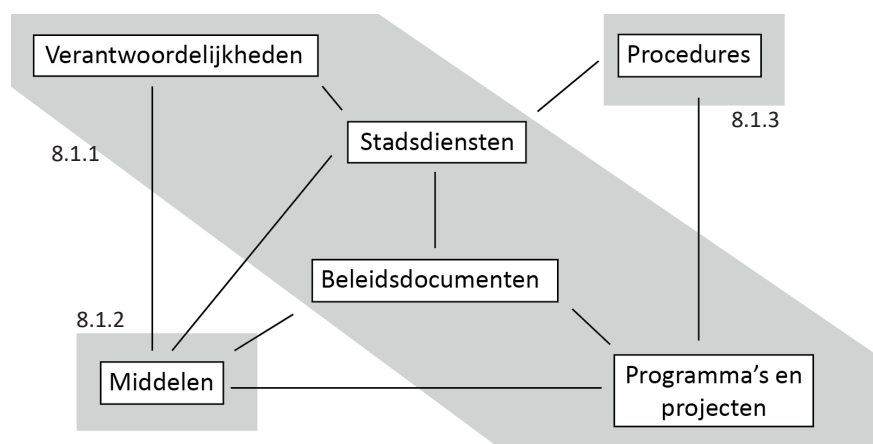 Verantwoordelijkheden
Procedures
8.1.3
Stadsdiensten
8.1.1
Beleidsdocumenten
8.1.2
Middelen
Programma's en
projecten